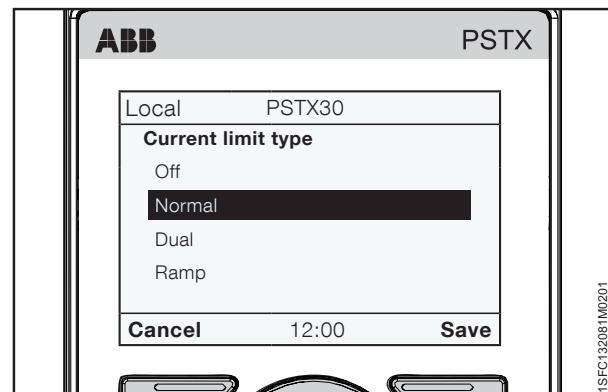 ABB PSTX
Local PSTX30
Current limit type
Off
Normal
Dual
Ramp
Cancel 12:00 Save
1SFC132081M0201